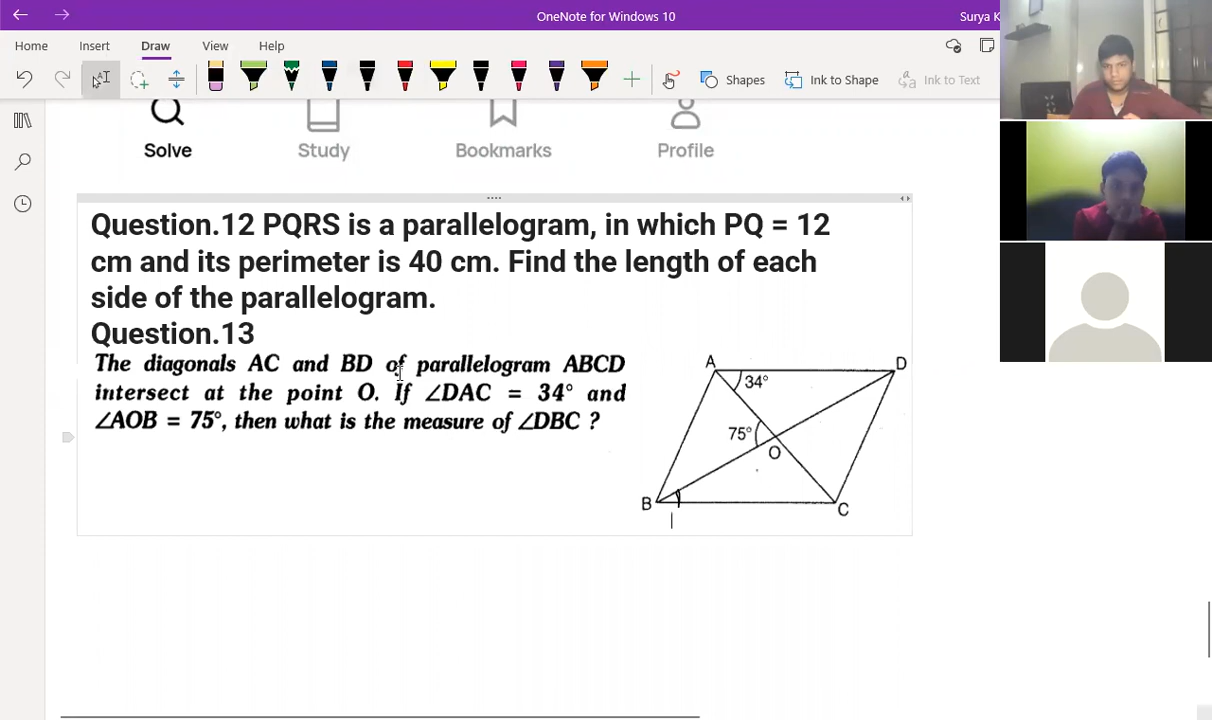 OneNote for Windows 10
Surya K
Home Insert Draw View Help
Shapes Ink to Shape Ink to Text
Solve Study Bookmarks Profile
Question.12 PQRS is a parallelogram, in which PQ = 12
cm and its perimeter is 40 cm. Find the length of each
side of the parallelogram.
Question.13
The diagonals AC and BD of parallelogram ABCD
intersect at the point O. If ∠DAC = 34° and
∠AOB = 75°, then what is the measure of ∠DBC ?
A D
34°
75°
O
B C